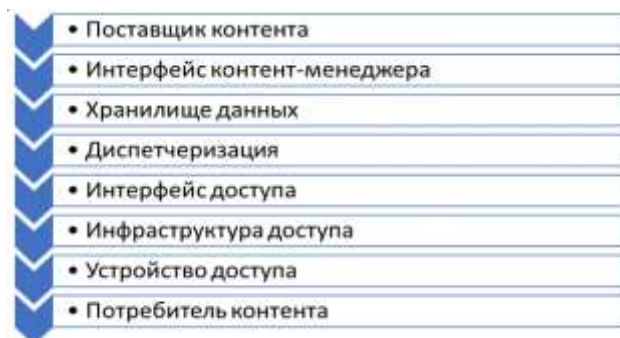 • Поставщик контента
• Интерфейс контент-менеджера
• Хранилище данных
• Диспетчеризация
• Интерфейс доступа
• Инфраструктура доступа
• Устройство доступа
• Потребитель контента